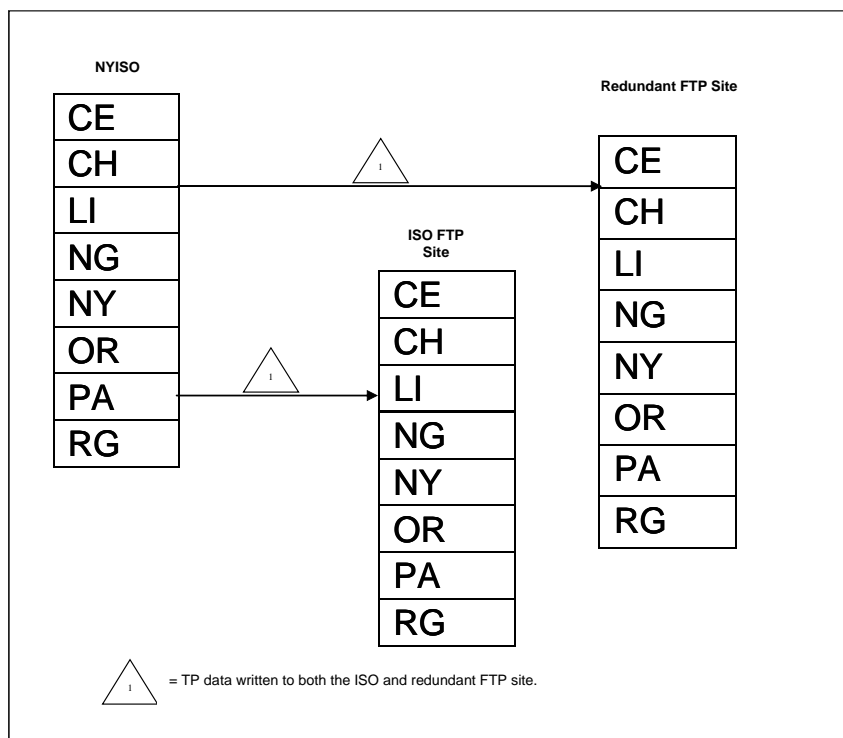 NYISO
CE
CH
LI
NG
NY
OR
PA
RG
1
1
ISO FTP
Site
CE
CH
LI
NG
NY
OR
PA
RG
Redundant FTP Site
CE
CH
LI
NG
NY
OR
PA
RG
1
= TP data written to both the ISO and redundant FTP site.